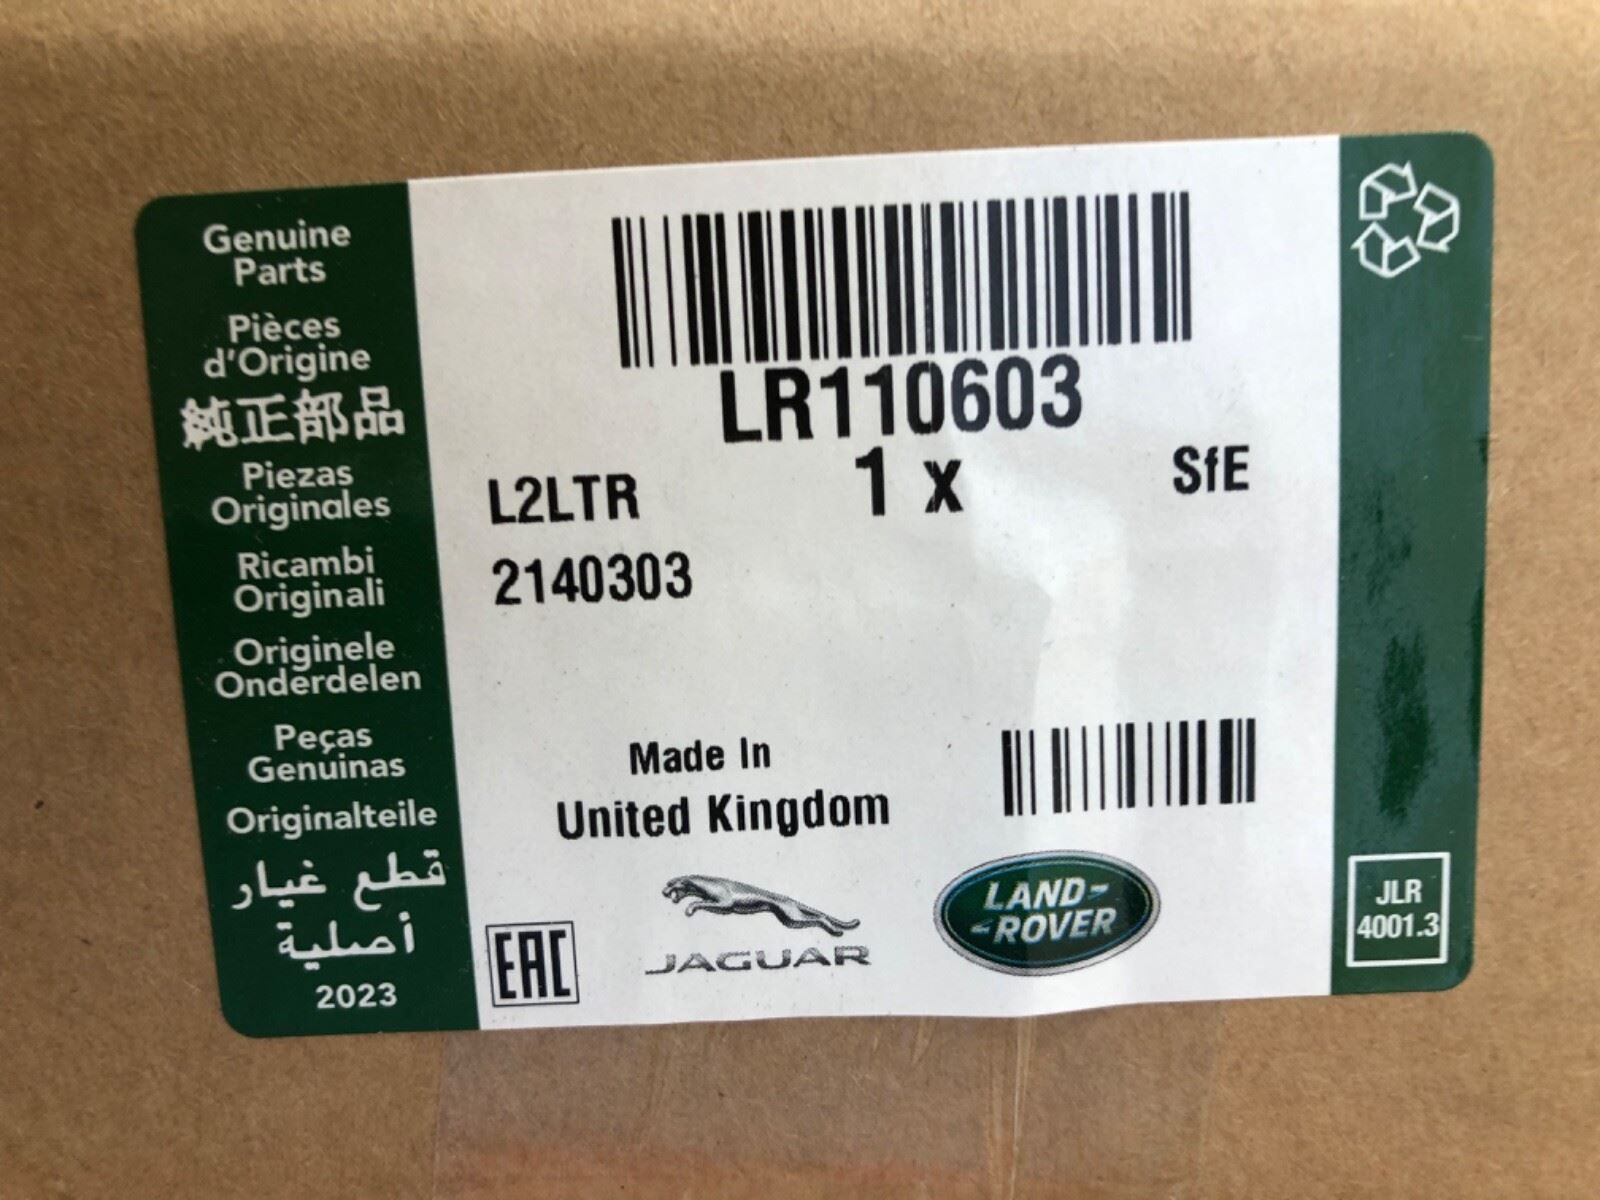 Genuine
Parts
Pièces
d'Origine
純正部品
Piezas
Originales
Ricambi
Originali
Originele
Onderdelen
Peças
Genuinas
Originalteile
قطع غيار
أصلية
2023
LR110603
L2LTR 1 x SfE
2140303
Made In
United Kingdom
EAC
JAGUAR
LAND-
-ROVER
JLR
4001.3